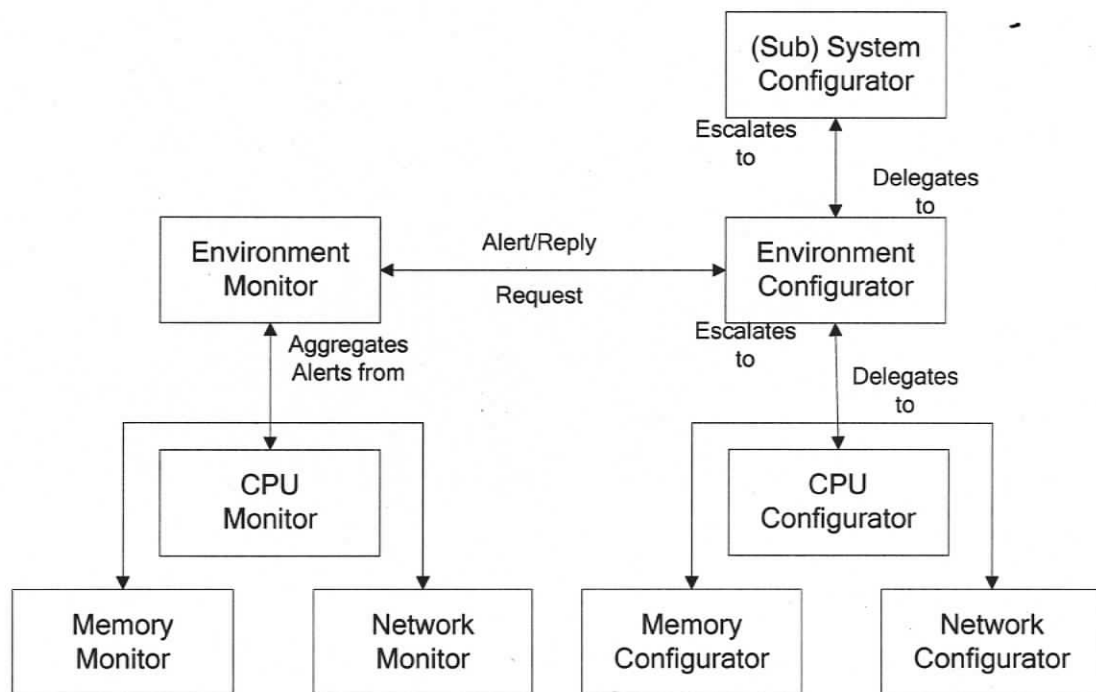 (Sub) System
Configurator
Escalates
to
Delegates
to
Environment
Monitor
Alert/Reply
Request
Environment
Configurator
Aggregates
Alerts from
Escalates
to
Delegates
to
CPU
Monitor
CPU
Configurator
Memory
Monitor
Network
Monitor
Memory
Configurator
Network
Configurator